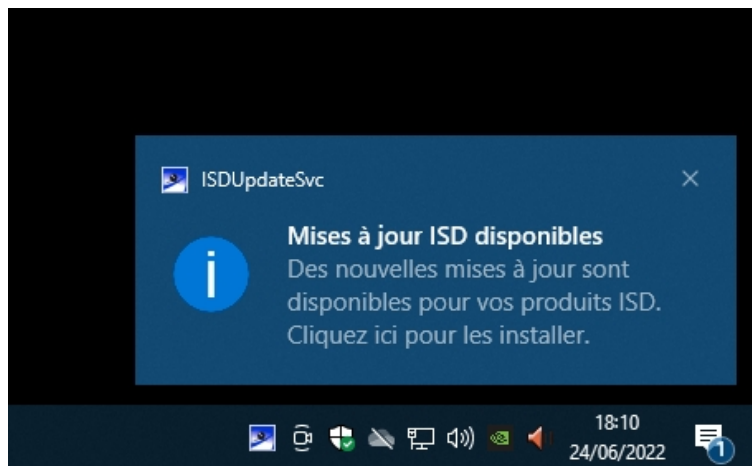 ISDUpdateSvc
Mises à jour ISD disponibles
Des nouvelles mises à jour sont
disponibles pour vos produits ISD.
Cliquez ici pour les installer.
18:10
24/06/2022
1